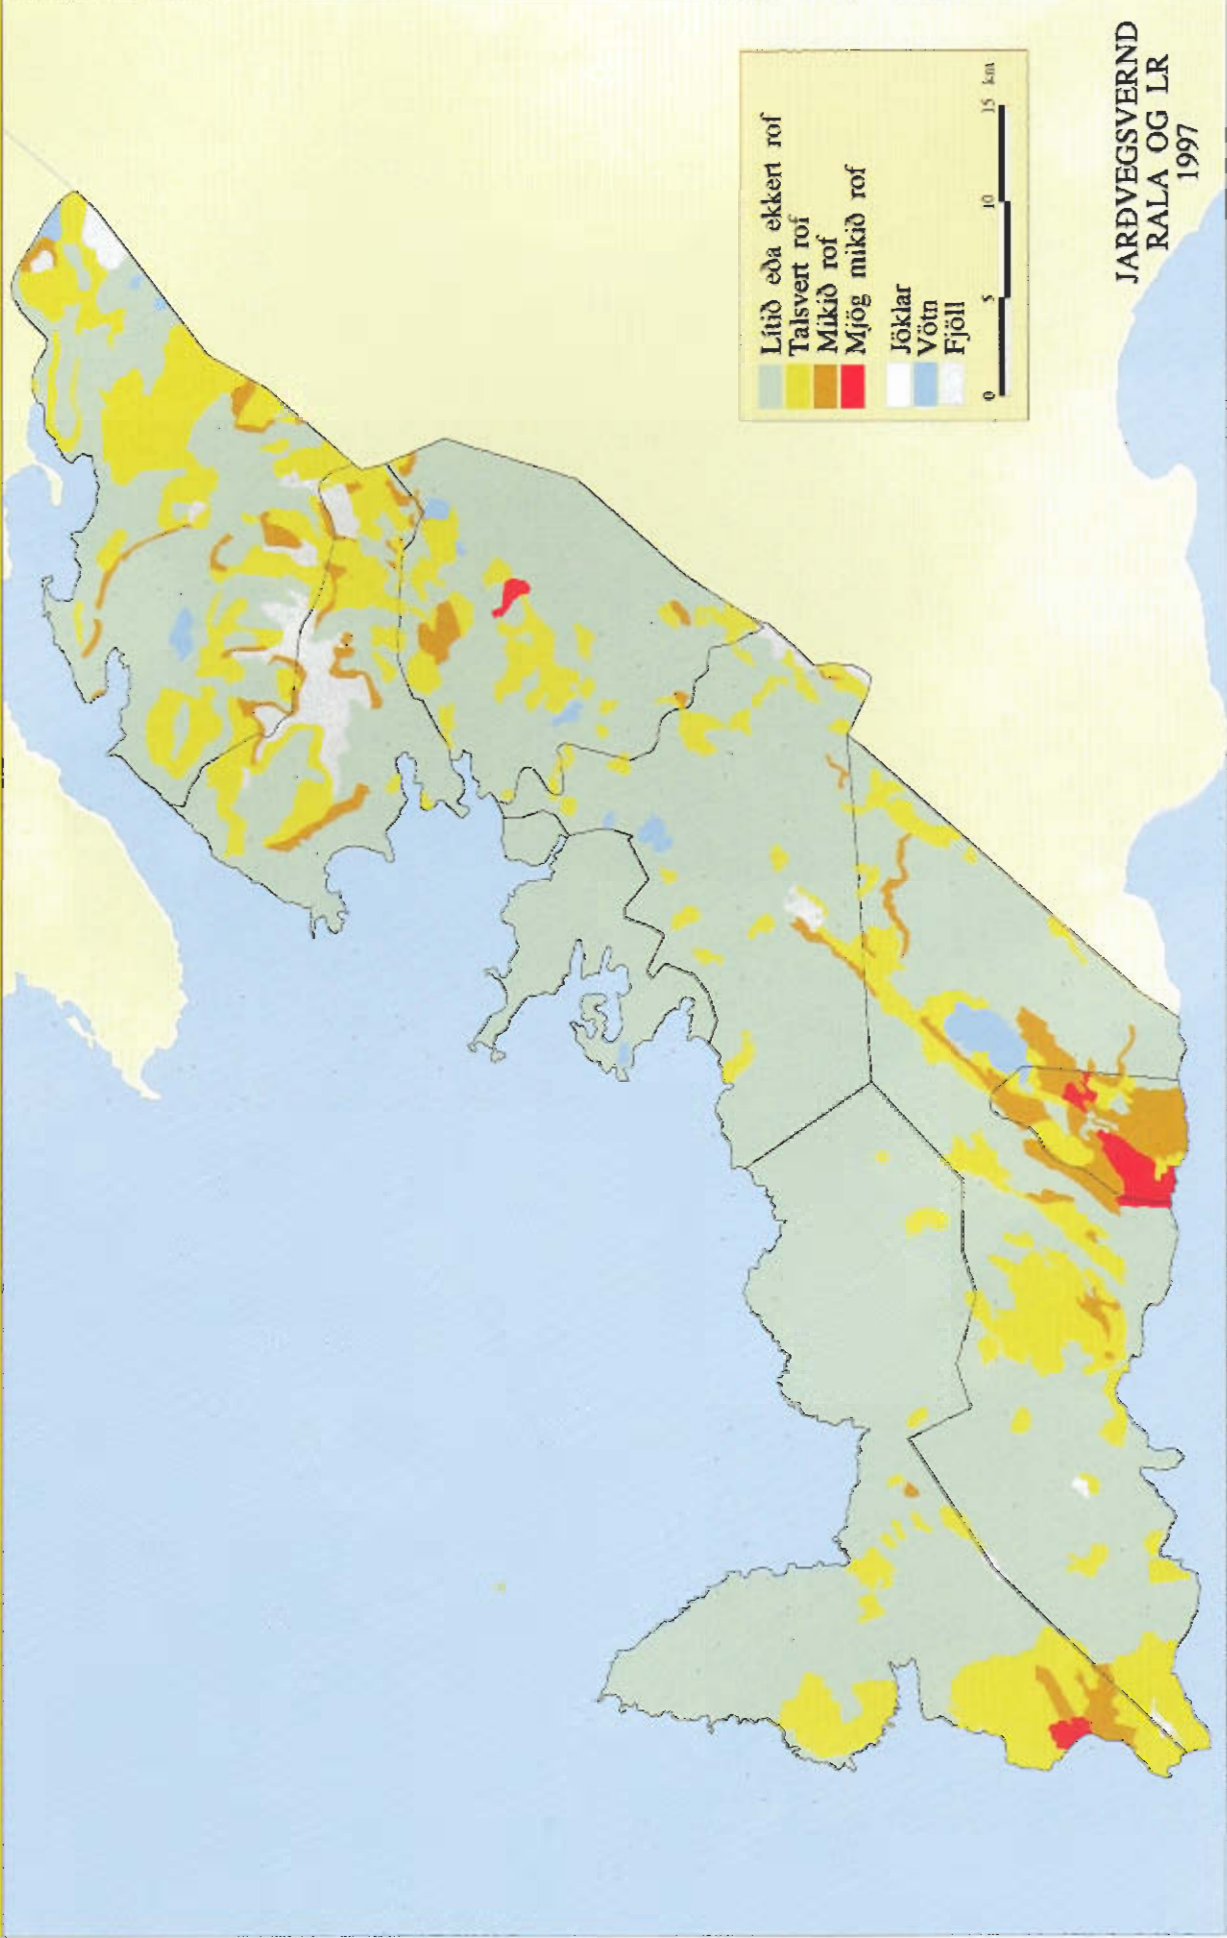 Lítið eða ekkert rof
Talsvert rof
Mikið rof
Mjög mikið rof
Jöklar
Vötn
Fjöll
0 5 10 15 km
JARÐVEGSVERND
RALA OG LR
1997